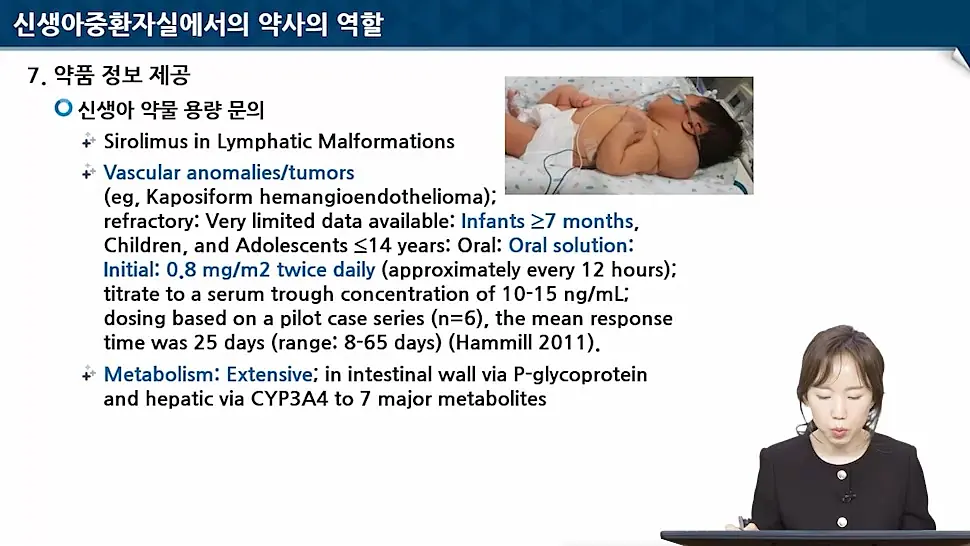 신생아중환자실에서의 약사의 역할
7. 약품 정보 제공
신생아 약물 용량 문의
Sirolimus in Lymphatic Malformations
Vascular anomalies/tumors
(eg, Kaposiform hemangioendothelioma);
refractory: Very limited data available: Infants ≥7 months,
Children, and Adolescents ≤14 years: Oral: Oral solution:
Initial: 0.8 mg/m2 twice daily (approximately every 12 hours);
titrate to a serum trough concentration of 10-15 ng/mL;
dosing based on a pilot case series (n=6), the mean response
time was 25 days (range: 8-65 days) (Hammill 2011).
Metabolism: Extensive; in intestinal wall via P-glycoprotein
and hepatic via CYP3A4 to 7 major metabolites